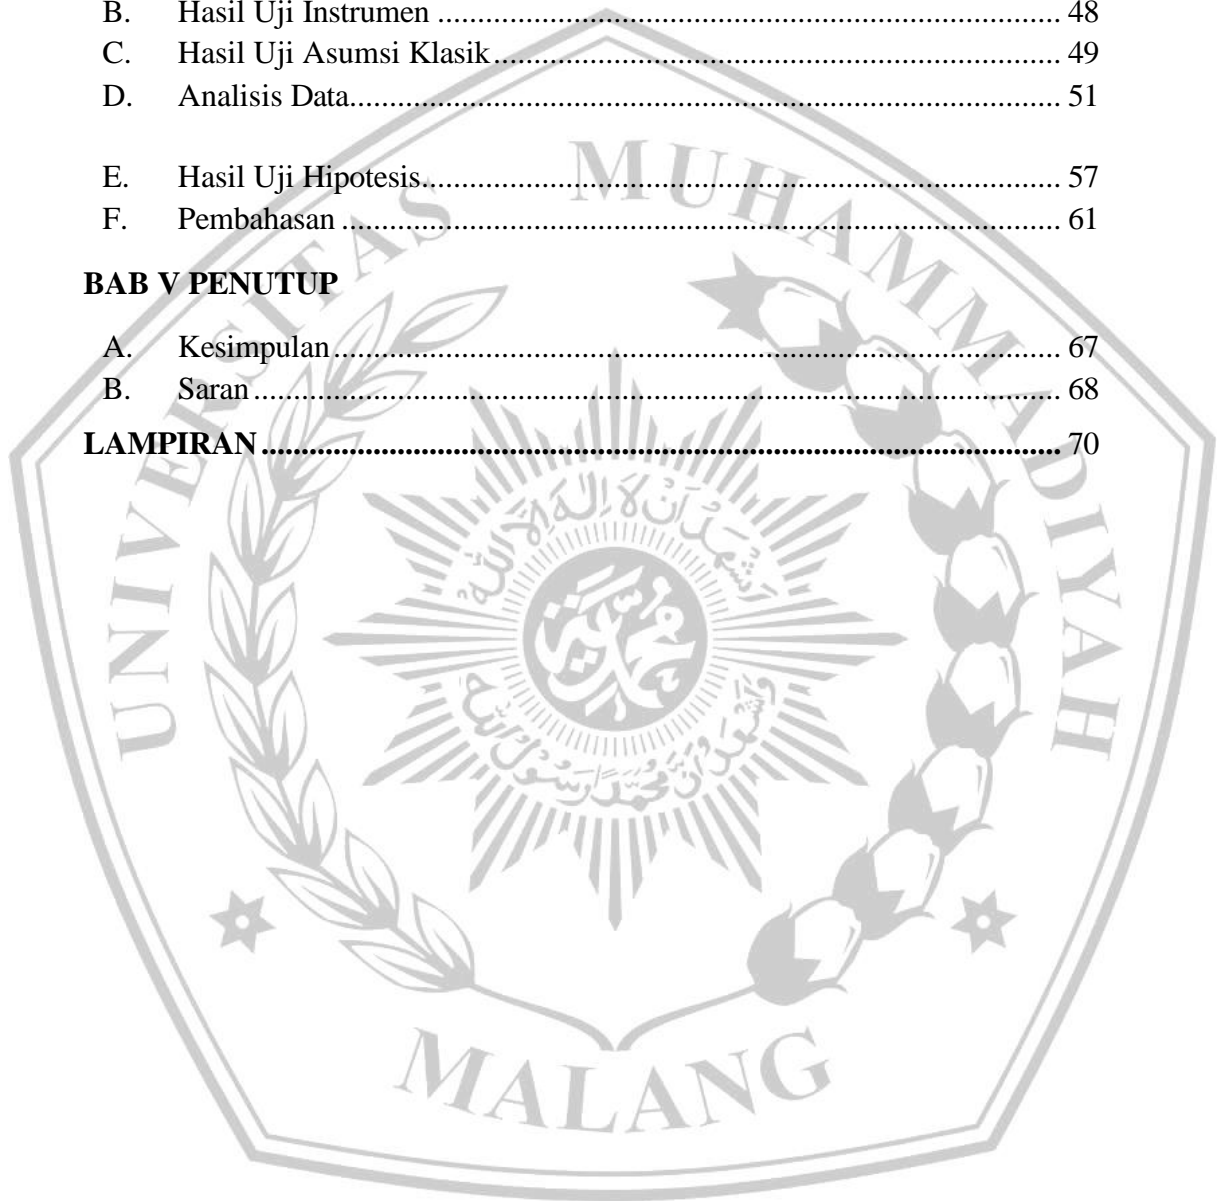 B. Hasil Uji Instrumen ........................................................................ 48
C. Hasil Uji Asumsi Klasik ................................................................. 49
D. Analisis Data.................................................................................. 51
E. Hasil Uji Hipotesis.......................................................................... 57
F. Pembahasan ................................................................................... 61
BAB V PENUTUP
A. Kesimpulan .................................................................................... 67
B. Saran .............................................................................................. 68
LAMPIRAN ........................................................................................ 70
UNIVERSITAS MUHAMMADIYAH
MALANG